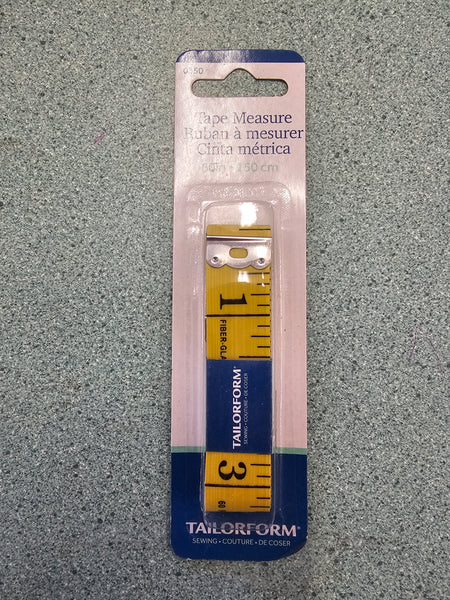 Tape Measure
Ruban à mesurer
Cinta métrica
60in • 150 cm
1
FIBER-GLA
TAILORFORM
SEWING • COUTURE • DE COSER
3
60
TAILORFORM®
SEWING • COUTURE • DE COSER